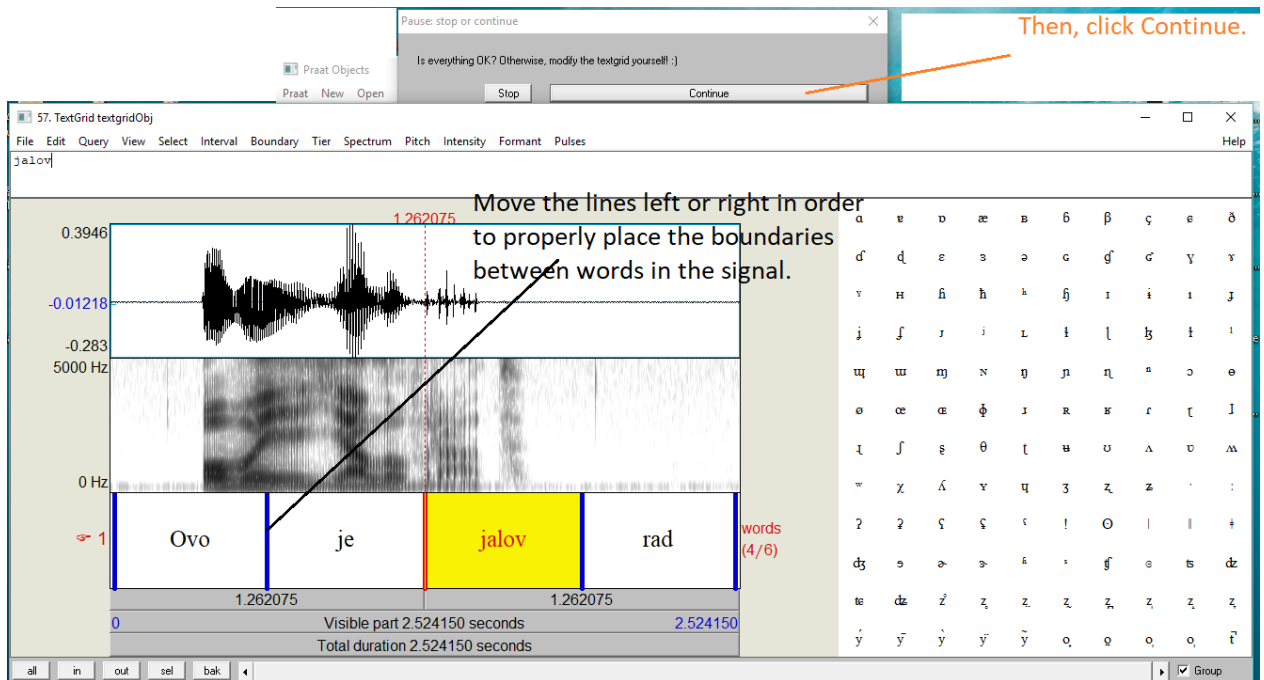 Pause: stop or continue
Then, click Continue.
Is everything OK? Otherwise, modify the textgrid yourself! :)
Praat Objects
Praat New Open
Stop Continue
57. TextGrid textgridObj
File Edit Query View Select Interval Boundary Tier Spectrum Pitch Intensity Formant Pulses Help
jalov
Move the lines left or right in order
to properly place the boundaries
between words in the signal.
1.262075
0.3946
-0.01218
-0.283
5000 Hz
0 Hz
☞ 1 Ovo je jalov rad words
(4/6)
1.262075 1.262075
0 Visible part 2.524150 seconds 2.524150
Total duration 2.524150 seconds
all in out sel bak Group
ɑ ɐ ɒ æ ʙ ɓ β ç ɕ ð
ɗ ɖ ɛ ɜ ə ɢ ɠ ʛ ɣ ɤ
ˠ ʜ ɦ ħ ʰ ɧ ɪ ɨ ɟ
ʝ ʄ ʲ ʟ ɫ ɭ ɮ ɬ ˡ
ɰ ɯ ɱ ɴ ŋ ɲ ɳ ⁿ ɔ ɵ
ø œ ɶ ɸ ɹ ʀ ʁ ɾ ɽ ɺ
ɻ ʃ ʂ θ ʈ ʉ ʊ ʌ ʋ ʍ
ʷ χ ʎ ʏ ɥ ʒ ʐ ʑ ˑ ː
ʔ ʡ ʕ ʢ ˤ ǃ ʘ ǀ ǁ ǂ
ʤ ɘ ɚ ɝ ʦ ʣ
ʨ ʥ